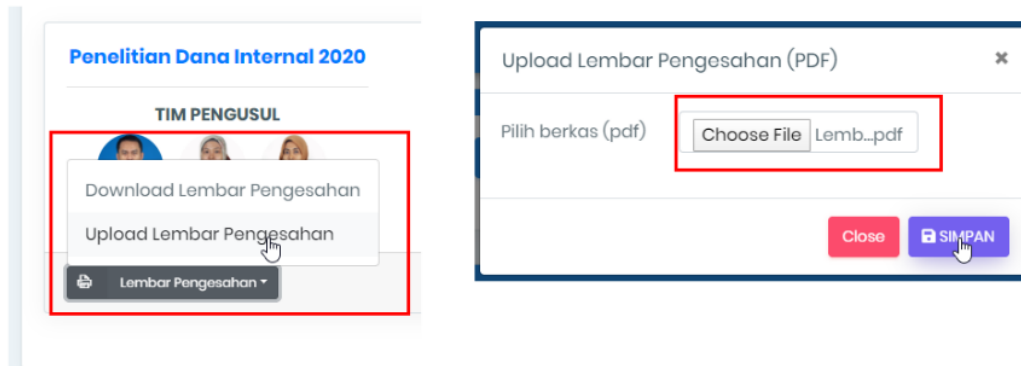 Penelitian Dana Internal 2020
TIM PENGUSUL
Download Lembar Pengesahan
Upload Lembar Pengesahan
Lembar Pengesahan
Upload Lembar Pengesahan (PDF)
Pilih berkas (pdf)
Choose File Lemb...pdf
Close
SIMPAN